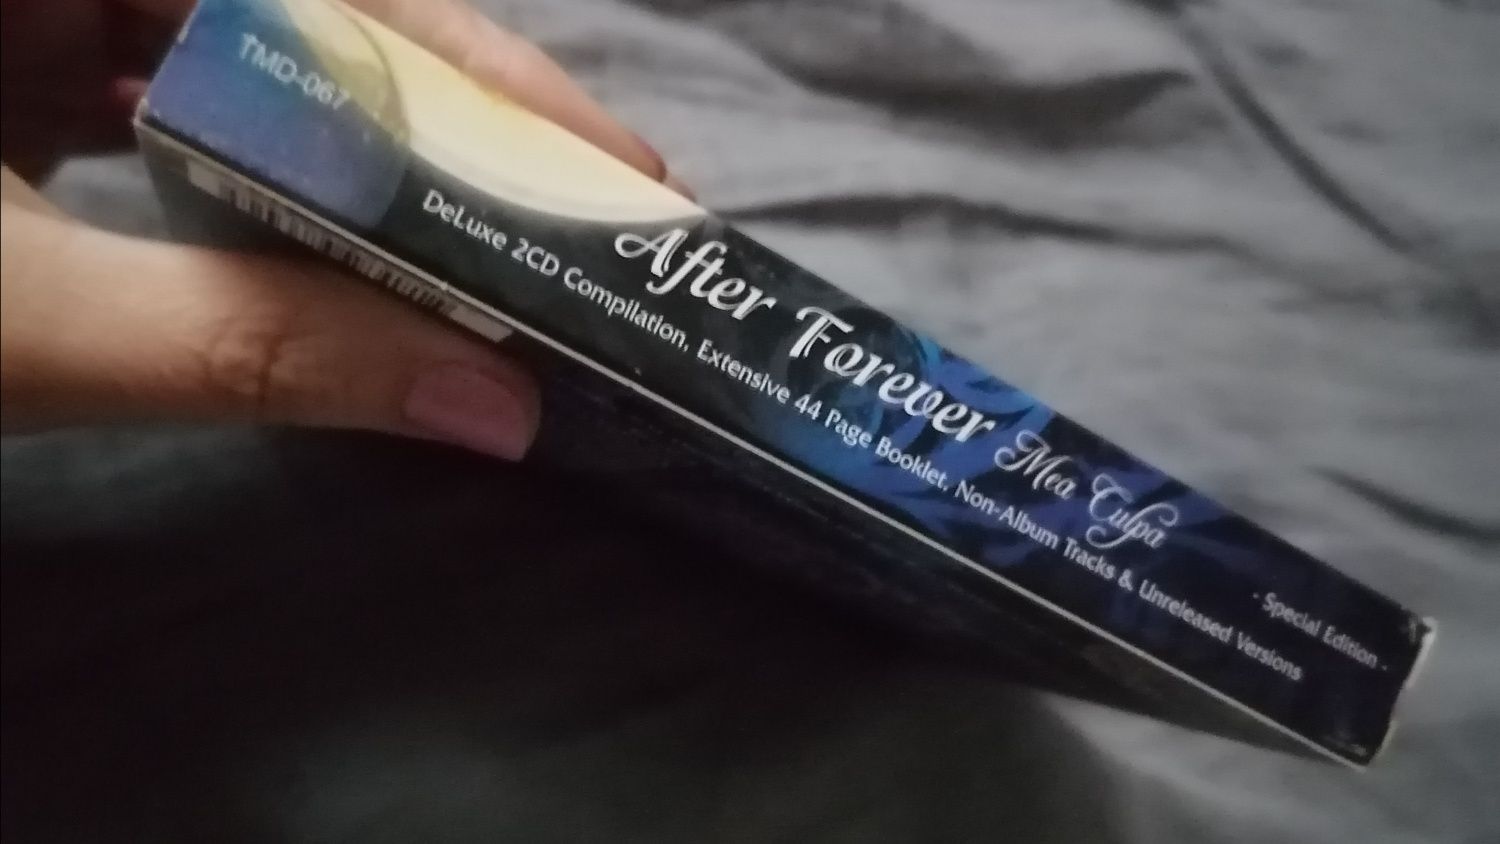 TMD-067
After Forever Mea Culpa
- Special Edition -
DeLuxe 2CD Compilation, Extensive 44 Page Booklet, Non-Album Tracks & Unreleased Versions